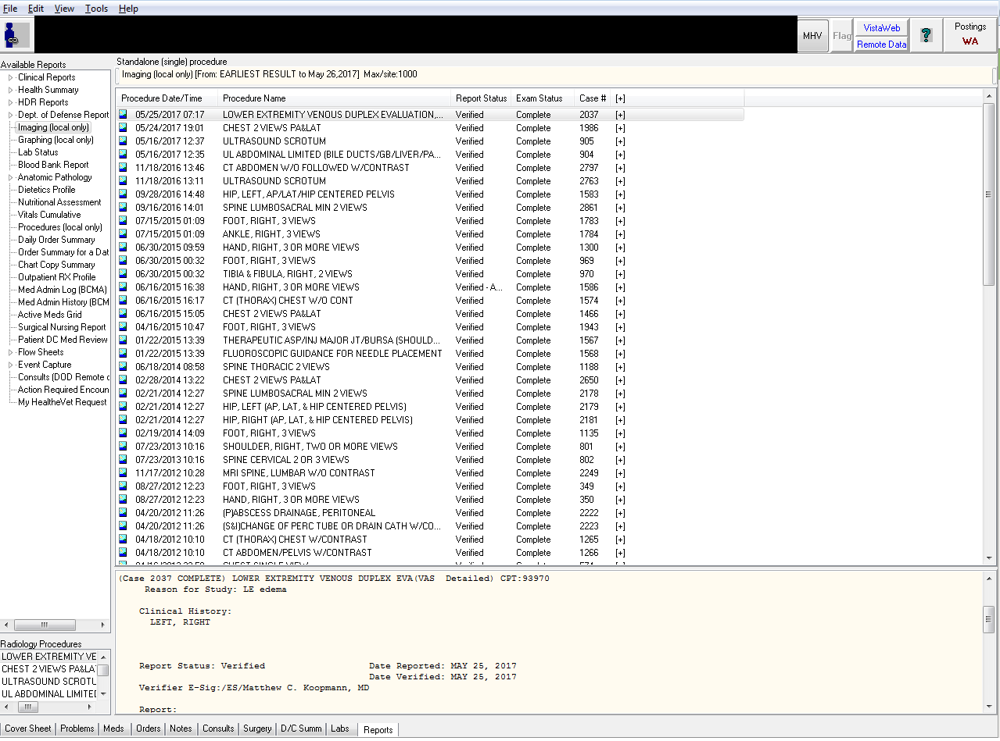 File Edit View Tools Help
MHV Flag VistaWeb Remote Data ? Postings WA
Available Reports
Clinical Reports
Health Summary
HDR Reports
Dept. of Defense Report
Imaging (local only)
Graphing (local only)
Lab Status
Blood Bank Report
Anatomic Pathology
Dietetics Profile
Nutritional Assessment
Vitals Cumulative
Procedures (local only)
Daily Order Summary
Order Summary for a Dat
Chart Copy Summary
Outpatient RX Profile
Med Admin Log (BCMA)
Med Admin History (BCM
Active Meds Grid
Surgical Nursing Report
Patient DC Med Review
Flow Sheets
Event Capture
Consults (DOD Remote
Action Required Encoun
My HealtheVet Request
Radiology Procedures
LOWER EXTREMITY VE
CHEST 2 VIEWS PA&LA
ULTRASOUND SCROTU
UL ABDOMINAL LIMITE
Standalone (single) procedure
Imaging (local only) [From: EARLIEST RESULT to May 26,2017] Max/site:1000
Procedure Date/Time Procedure Name Report Status Exam Status Case # [+]
05/25/2017 07:17 LOWER EXTREMITY VENOUS DUPLEX EVALUATION,... Verified Complete 2037 [+]
05/24/2017 19:01 CHEST 2 VIEWS PA&LAT Verified Complete 1986 [+]
05/16/2017 12:37 ULTRASOUND SCROTUM Verified Complete 905 [+]
05/16/2017 12:35 UL ABDOMINAL LIMITED (BILE DUCTS/GB/LIVER/PA... Verified Complete 904 [+]
11/18/2016 13:46 CT ABDOMEN W/O FOLLOWED W/CONTRAST Verified Complete 2797 [+]
11/18/2016 13:11 ULTRASOUND SCROTUM Verified Complete 2763 [+]
09/28/2016 14:48 HIP, LEFT, AP/LAT/HIP CENTERED PELVIS Verified Complete 1583 [+]
09/16/2016 14:01 SPINE LUMBOSACRAL MIN 2 VIEWS Verified Complete 2861 [+]
07/15/2015 01:09 FOOT, RIGHT, 3 VIEWS Verified Complete 1783 [+]
07/15/2015 01:09 ANKLE, RIGHT, 3 VIEWS Verified Complete 1784 [+]
06/30/2015 09:59 HAND, RIGHT, 3 OR MORE VIEWS Verified Complete 1300 [+]
06/30/2015 00:32 FOOT, RIGHT, 3 VIEWS Verified Complete 969 [+]
06/30/2015 00:32 TIBIA & FIBULA, RIGHT, 2 VIEWS Verified Complete 970 [+]
06/16/2015 16:38 HAND, RIGHT, 3 OR MORE VIEWS Verified - A... Complete 1586 [+]
06/16/2015 16:17 CT (THORAX) CHEST W/O CONT Verified Complete 1574 [+]
06/16/2015 15:05 CHEST 2 VIEWS PA&LAT Verified Complete 1466 [+]
04/16/2015 10:47 FOOT, RIGHT, 3 VIEWS Verified Complete 1943 [+]
01/22/2015 13:39 THERAPEUTIC ASP/INJ MAJOR JT/BURSA (SHOULD... Verified Complete 1567 [+]
01/22/2015 13:39 FLUOROSCOPIC GUIDANCE FOR NEEDLE PLACEMENT Verified Complete 1568 [+]
06/18/2014 08:58 SPINE THORACIC 2 VIEWS Verified Complete 1188 [+]
02/28/2014 13:22 CHEST 2 VIEWS PA&LAT Verified Complete 2650 [+]
02/21/2014 12:27 SPINE LUMBOSACRAL MIN 2 VIEWS Verified Complete 2178 [+]
02/21/2014 12:27 HIP, LEFT (AP, LAT, & HIP CENTERED PELVIS) Verified Complete 2179 [+]
02/21/2014 12:27 HIP, RIGHT (AP, LAT, & HIP CENTERED PELVIS) Verified Complete 2181 [+]
02/19/2014 14:09 FOOT, RIGHT, 3 VIEWS Verified Complete 1135 [+]
07/23/2013 10:16 SHOULDER, RIGHT, TWO OR MORE VIEWS Verified Complete 801 [+]
07/23/2013 10:16 SPINE CERVICAL 2 OR 3 VIEWS Verified Complete 802 [+]
11/17/2012 10:28 MRI SPINE, LUMBAR W/O CONTRAST Verified Complete 2249 [+]
08/27/2012 12:23 FOOT, RIGHT, 3 VIEWS Verified Complete 349 [+]
08/27/2012 12:23 HAND, RIGHT, 3 OR MORE VIEWS Verified Complete 350 [+]
04/20/2012 11:26 (P)ABSCESS DRAINAGE, PERITONEAL Verified Complete 2222 [+]
04/20/2012 11:26 (S&I)CHANGE OF PERC TUBE OR DRAIN CATH W/CO... Verified Complete 2223 [+]
04/18/2012 10:10 CT (THORAX) CHEST W/CONTRAST Verified Complete 1265 [+]
04/18/2012 10:10 CT ABDOMEN/PELVIS W/CONTRAST Verified Complete 1266 [+]
(Case 2037 COMPLETE) LOWER EXTREMITY VENOUS DUPLEX EVA(VAS Detailed) CPT:93970
Reason for Study: LE edema
Clinical History:
LEFT, RIGHT
Report Status: Verified Date Reported: MAY 25, 2017
Date Verified: MAY 25, 2017
Verifier E-Sig:/ES/Matthew C. Koopmann, MD
Report:
Cover Sheet Problems Meds Orders Notes Consults Surgery D/C Summ Labs Reports